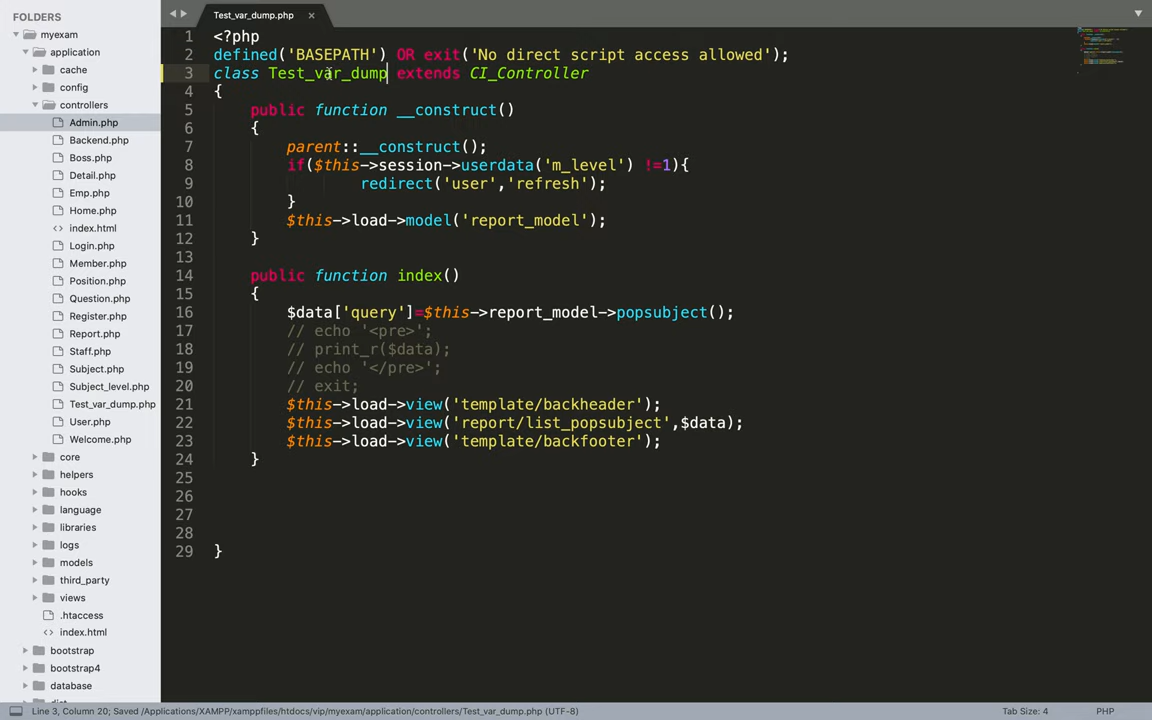 FOLDERS
myexam
application
cache
config
controllers
Admin.php
Backend.php
Boss.php
Detail.php
Emp.php
Home.php
index.html
Login.php
Member.php
Position.php
Question.php
Register.php
Report.php
Staff.php
Subject.php
Subject_level.php
Test_var_dump.php
User.php
Welcome.php
core
helpers
hooks
language
libraries
logs
models
third_party
views
.htaccess
index.html
bootstrap
bootstrap4
database
Test_var_dump.php
1 <?php
2 defined('BASEPATH') OR exit('No direct script access allowed');
3 class Test_var_dump extends CI_Controller
4 {
5 public function __construct()
6 {
7 parent::__construct();
8 if($this->session->userdata('m_level') !=1){
9 redirect('user','refresh');
10 }
11 $this->load->model('report_model');
12 }
13
14 public function index()
15 {
16 $data['query']=$this->report_model->popsubject();
17 // echo '<pre>';
18 // print_r($data);
19 // echo '</pre>';
20 // exit;
21 $this->load->view('template/backheader');
22 $this->load->view('report/list_popsubject',$data);
23 $this->load->view('template/backfooter');
24 }
25
26
27
28
29 }
Line 3, Column 20; Saved /Applications/XAMPP/xamppfiles/htdocs/vip/myexam/application/controllers/Test_var_dump.php (UTF-8)
Tab Size: 4
PHP